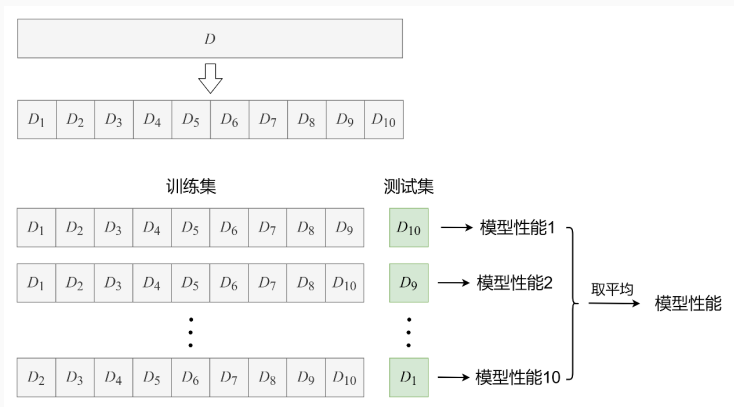 D
D₁ D₂ D₃ D₄ D₅ D₆ D₇ D₈ D₉ D₁₀
训练集 测试集
D₁ D₂ D₃ D₄ D₅ D₆ D₇ D₈ D₉ D₁₀ 模型性能1
D₁ D₂ D₃ D₄ D₅ D₆ D₇ D₈ D₁₀ D₉ 模型性能2
取平均 模型性能
D₂ D₃ D₄ D₅ D₆ D₇ D₈ D₉ D₁₀ D₁ 模型性能10